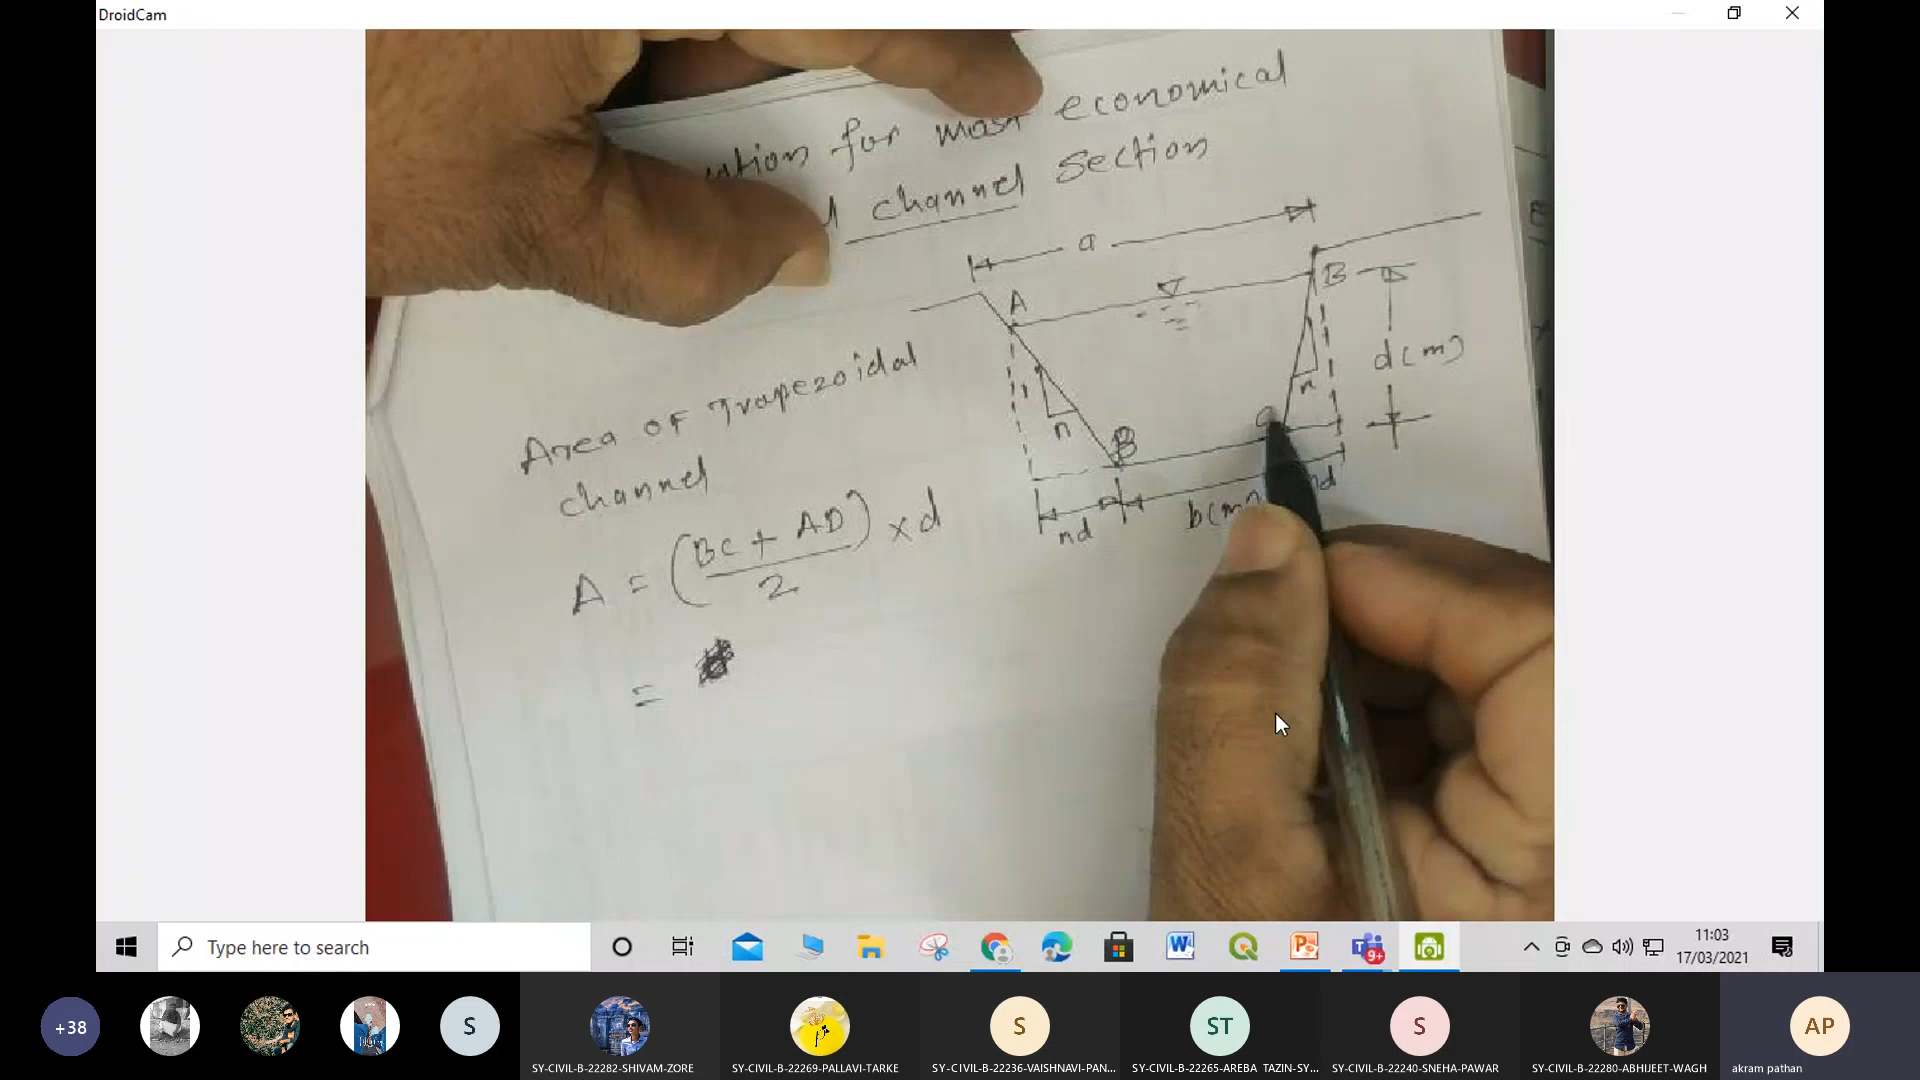 DroidCam
for most economical
channel section
a
A
B
d(m)
1
n
n
B
C
nd
b(m)
nd
Area of Trapezoidal
channel
A = (BC + AD / 2) × d
=
Type here to search
9+
11:03
17/03/2021
+38
S
S
ST
S
AP
SY-CIVIL-B-22282-SHIVAM-ZORE
SY-CIVIL-B-22269-PALLAVI-TARKE
SY-CIVIL-B-22236-VAISHNAVI-PAN...
SY-CIVIL-B-22265-AREBA TAZIN-SY...
SY-CIVIL-B-22240-SNEHA-PAWAR
SY-CIVIL-B-22280-ABHIJEET-WAGH
akram pathan